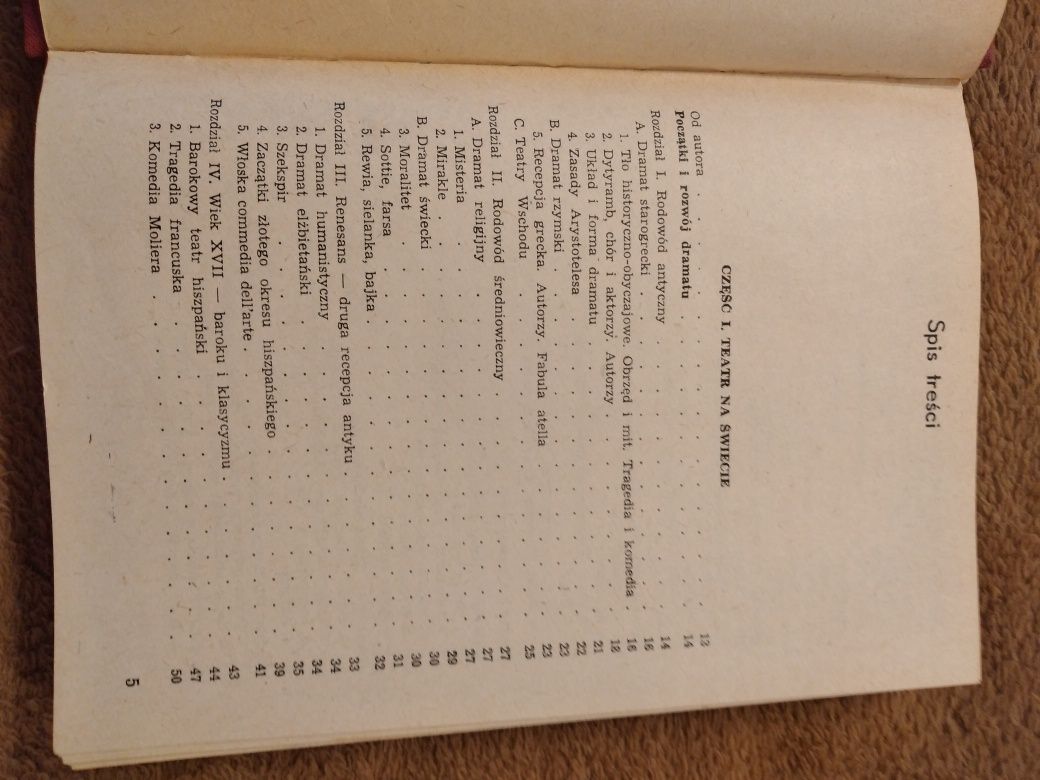 Spis treści
CZĘŚĆ I. TEATR NA ŚWIECIE
Od autora . . . . . . . . . . 12
Początki i rozwój dramatu . . . . . . . . . . 14
Rozdział I. Rodowód antyczny . . . . . . . . . . 14
A. Dramat starogrecki . . . . . . . . . . 16
1. Tło historyczno-obyczajowe. Obrzęd i mit. Tragedia i komedia . 16
2. Dytyramb, chór i aktorzy. Autorzy . . . . . . . . 18
3. Układ i forma dramatu . . . . . . . . . . 21
4. Zasady Arystotelesa . . . . . . . . . . 22
B. Dramat rzymski . . . . . . . . . . 23
5. Recepcja grecka. Autorzy. Fabula atella . . . . . . 23
C. Teatry Wschodu . . . . . . . . . . 25
Rozdział II. Rodowód średniowieczny . . . . . . . . 27
A. Dramat religijny . . . . . . . . . . 27
1. Misteria . . . . . . . . . . 27
2. Mirakle . . . . . . . . . . 29
B. Dramat świecki . . . . . . . . . . 30
3. Moralitet . . . . . . . . . . 30
4. Sottie, farsa . . . . . . . . . . 31
5. Rewia, sielanka, bajka . . . . . . . . . . 32
Rozdział III. Renesans — druga recepcja antyku . . . . . . 33
1. Dramat humanistyczny . . . . . . . . . . 34
2. Dramat elżbietański . . . . . . . . . . 34
3. Szekspir . . . . . . . . . . 35
4. Zaczątki złotego okresu hiszpańskiego . . . . . . 39
5. Włoska commedia dell'arte . . . . . . . . . . 41
Rozdział IV. Wiek XVII — baroku i klasycyzmu . . . . . . 43
1. Barokowy teatr hiszpański . . . . . . . . . . 44
2. Tragedia francuska . . . . . . . . . . 47
3. Komedia Moliera . . . . . . . . . . 50
5